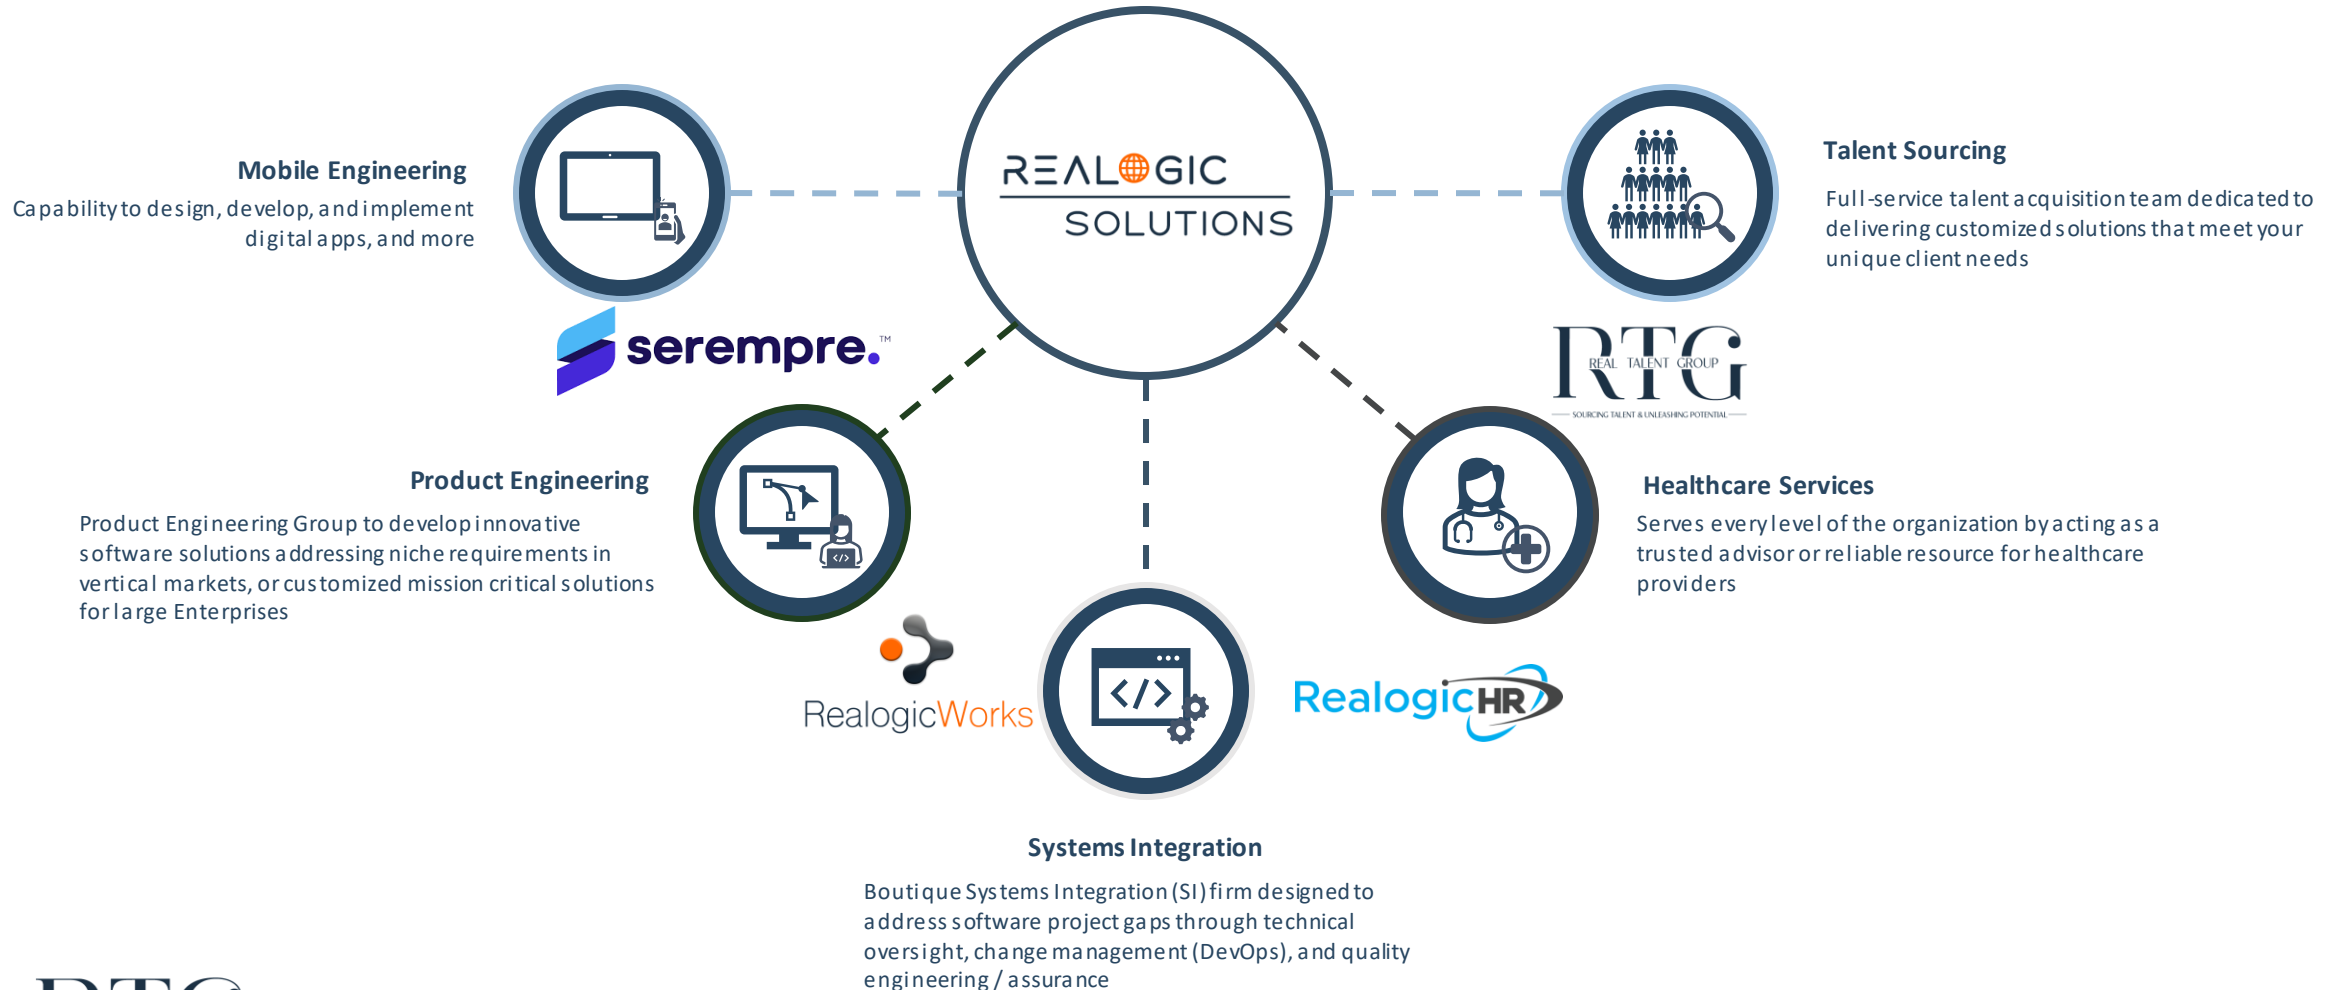 REALOGIC
SOLUTIONS
Mobile Engineering
Capability to design, develop, and implement
digital apps, and more
serempre.™
Talent Sourcing
Full-service talent acquisition team dedicated to
delivering customized solutions that meet your
unique client needs
RTG
REAL TALENT GROUP
SOURCING TALENT & UNLEASHING POTENTIAL
Product Engineering
Product Engineering Group to develop innovative
software solutions addressing niche requirements in
vertical markets, or customized mission critical solutions
for large Enterprises
RealogicWorks
Healthcare Services
Serves every level of the organization by acting as a
trusted advisor or reliable resource for healthcare
providers
RealogicHR
</>
</>
Systems Integration
Boutique Systems Integration (SI) firm designed to
address software project gaps through technical
oversight, change management (DevOps), and quality
engineering / assurance
RTG